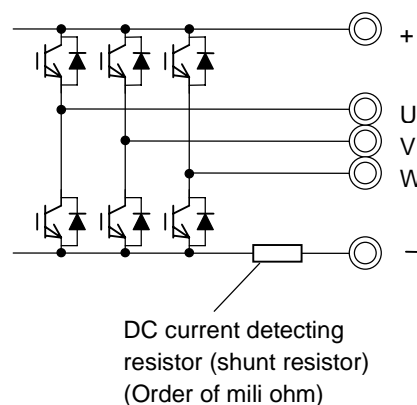 +
U
V
W
−
DC current detecting
resistor (shunt resistor)
(Order of mili ohm)